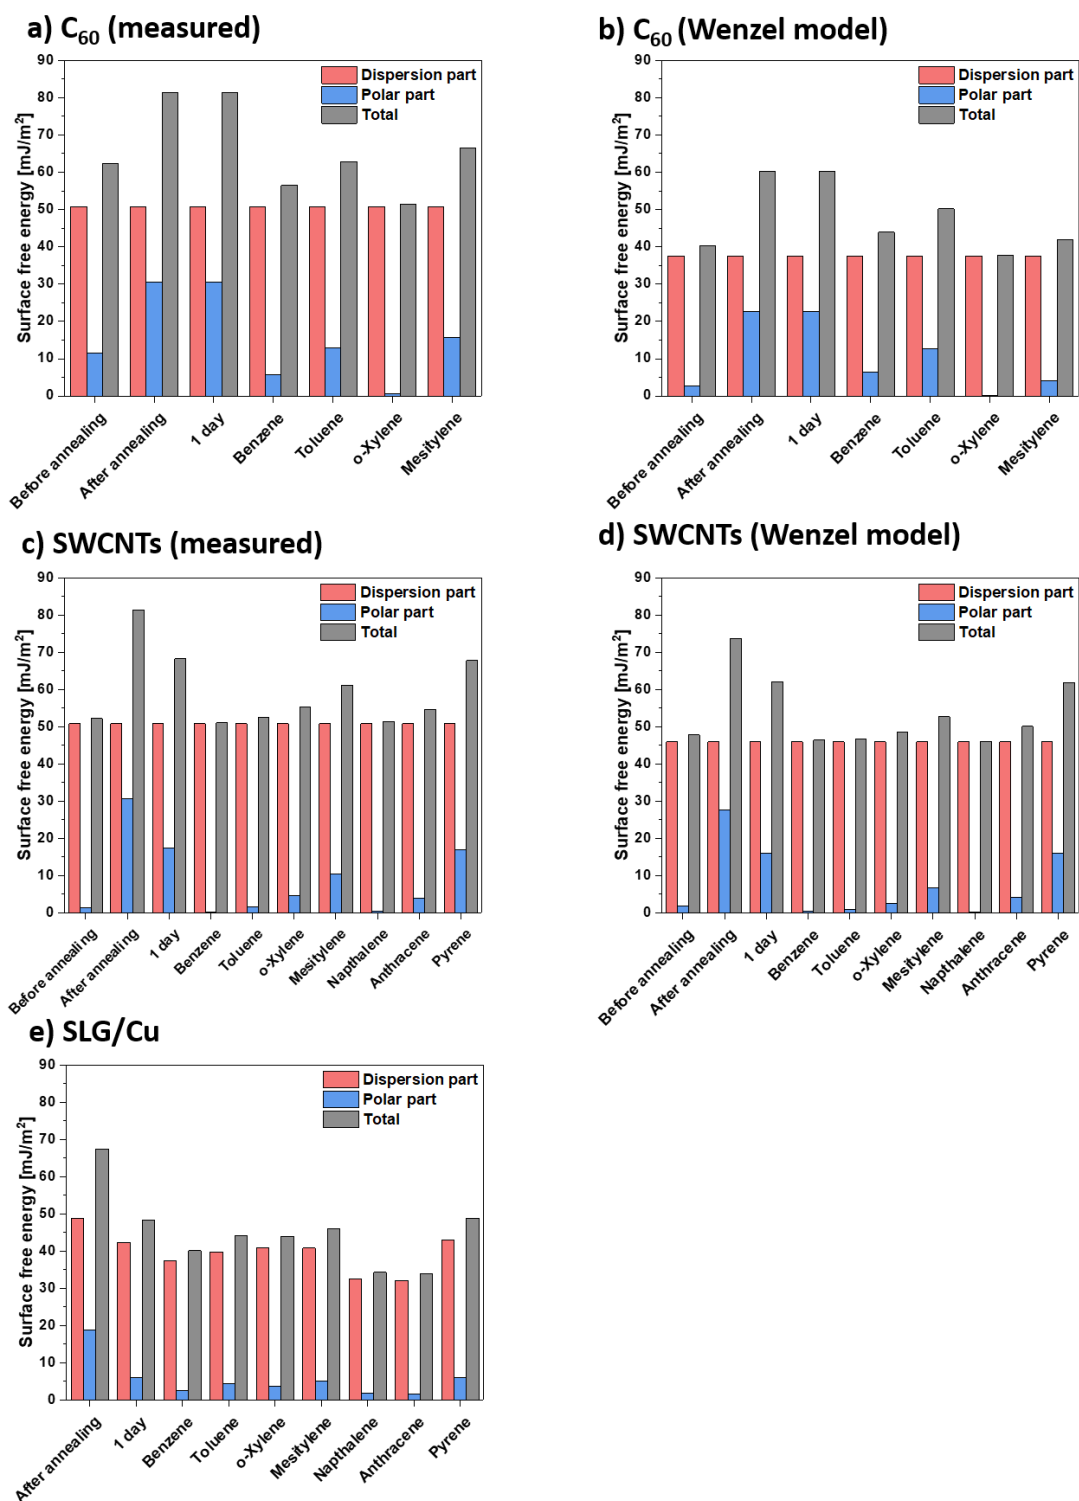 a) C60 (measured)
Surface free energy [mJ/m2]
90
80
70
60
50
40
30
20
10
0
Dispersion part
Polar part
Total
Before annealing
After annealing
1 day
Benzene
Toluene
o-Xylene
Mesitylene
b) C60 (Wenzel model)
Surface free energy [mJ/m2]
90
80
70
60
50
40
30
20
10
0
Dispersion part
Polar part
Total
Before annealing
After annealing
1 day
Benzene
Toluene
o-Xylene
Mesitylene
c) SWCNTs (measured)
Surface free energy [mJ/m2]
90
80
70
60
50
40
30
20
10
0
Dispersion part
Polar part
Total
Before annealing
After annealing
1 day
Benzene
Toluene
o-Xylene
Mesitylene
Napthalene
Anthracene
Pyrene
d) SWCNTs (Wenzel model)
Surface free energy [mJ/m2]
90
80
70
60
50
40
30
20
10
0
Dispersion part
Polar part
Total
Before annealing
After annealing
1 day
Benzene
Toluene
o-Xylene
Mesitylene
Napthalene
Anthracene
Pyrene
e) SLG/Cu
Surface free energy [mJ/m2]
90
80
70
60
50
40
30
20
10
0
Dispersion part
Polar part
Total
After annealing
1 day
Benzene
Toluene
o-Xylene
Mesitylene
Napthalene
Anthracene
Pyrene